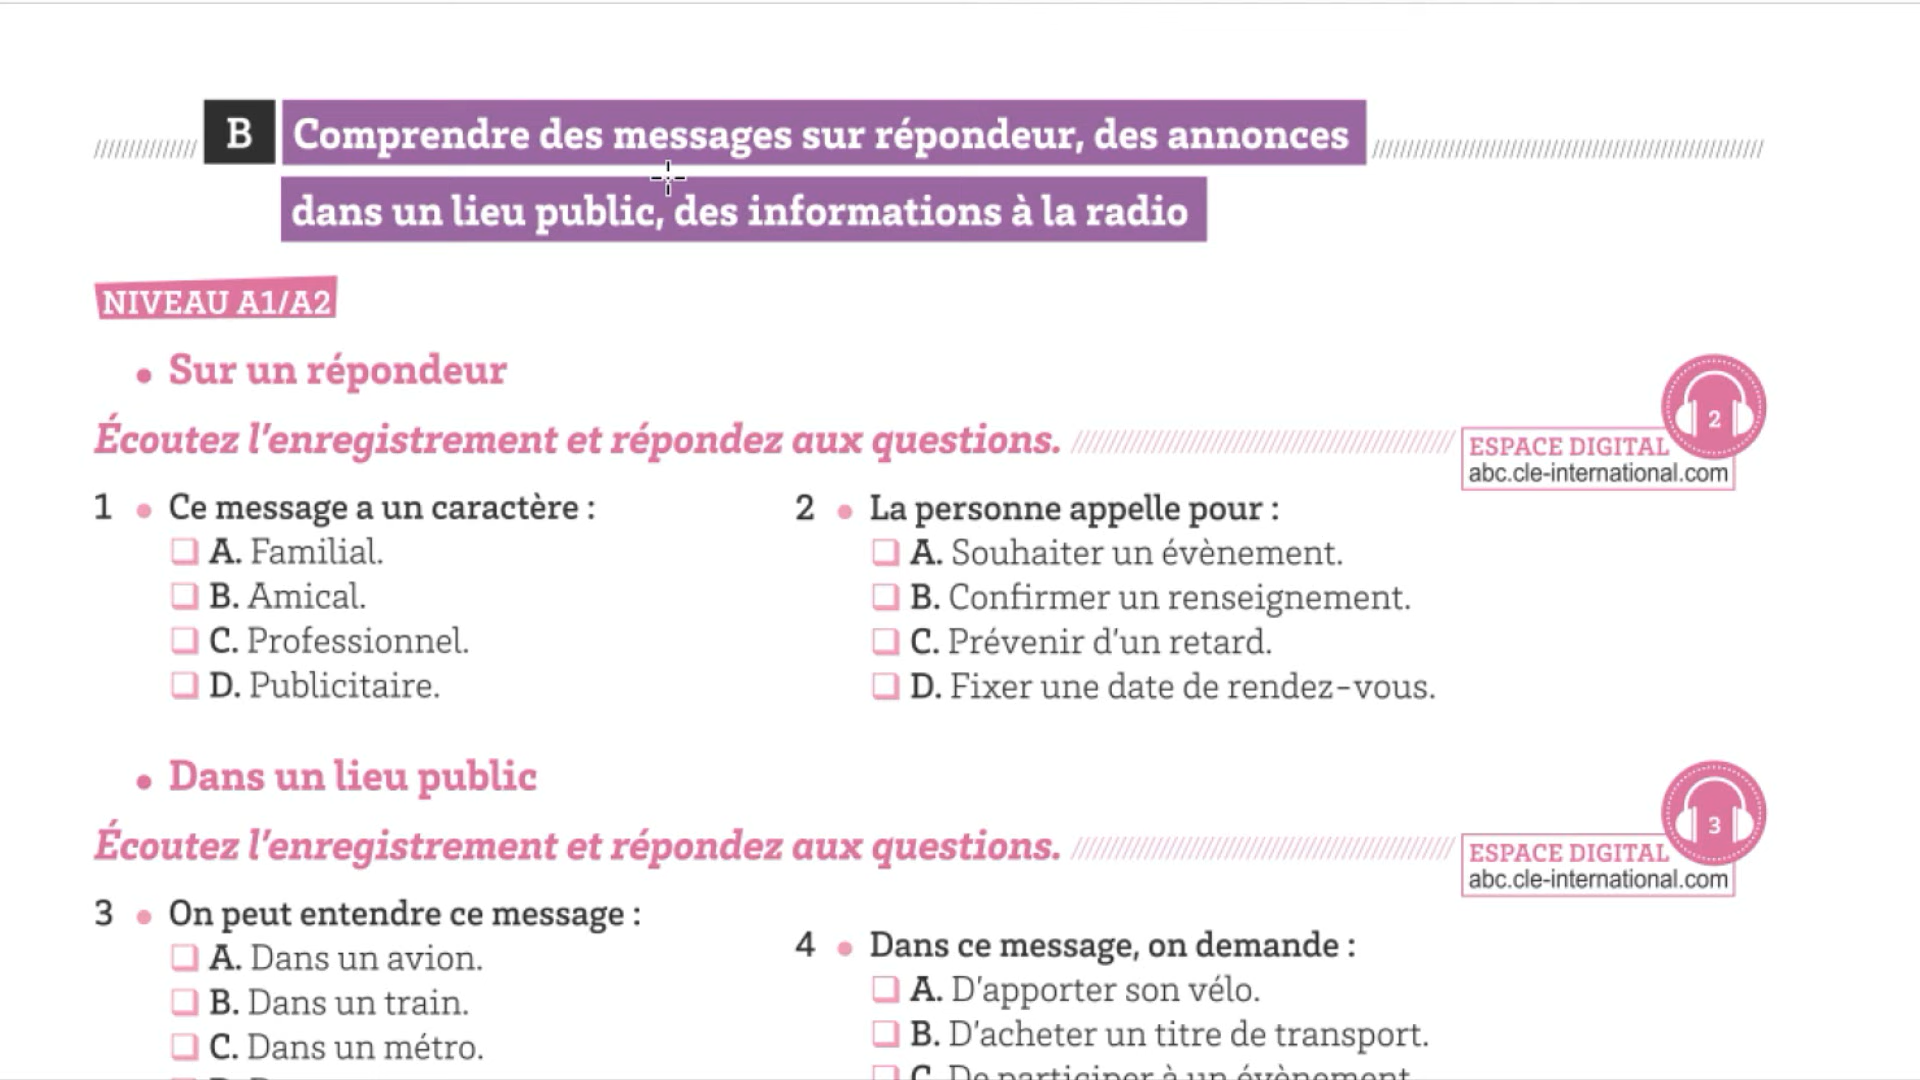 B Comprendre des messages sur répondeur, des annonces
dans un lieu public, des informations à la radio
NIVEAU A1/A2
• Sur un répondeur
Écoutez l'enregistrement et répondez aux questions.
2
ESPACE DIGITAL
abc.cle-international.com
1 • Ce message a un caractère :
A. Familial.
B. Amical.
C. Professionnel.
D. Publicitaire.
2 • La personne appelle pour :
A. Souhaiter un évènement.
B. Confirmer un renseignement.
C. Prévenir d'un retard.
D. Fixer une date de rendez-vous.
• Dans un lieu public
Écoutez l'enregistrement et répondez aux questions.
3
ESPACE DIGITAL
abc.cle-international.com
3 • On peut entendre ce message :
A. Dans un avion.
B. Dans un train.
C. Dans un métro.
4 • Dans ce message, on demande :
A. D'apporter son vélo.
B. D'acheter un titre de transport.
C. De participer à un évènement.